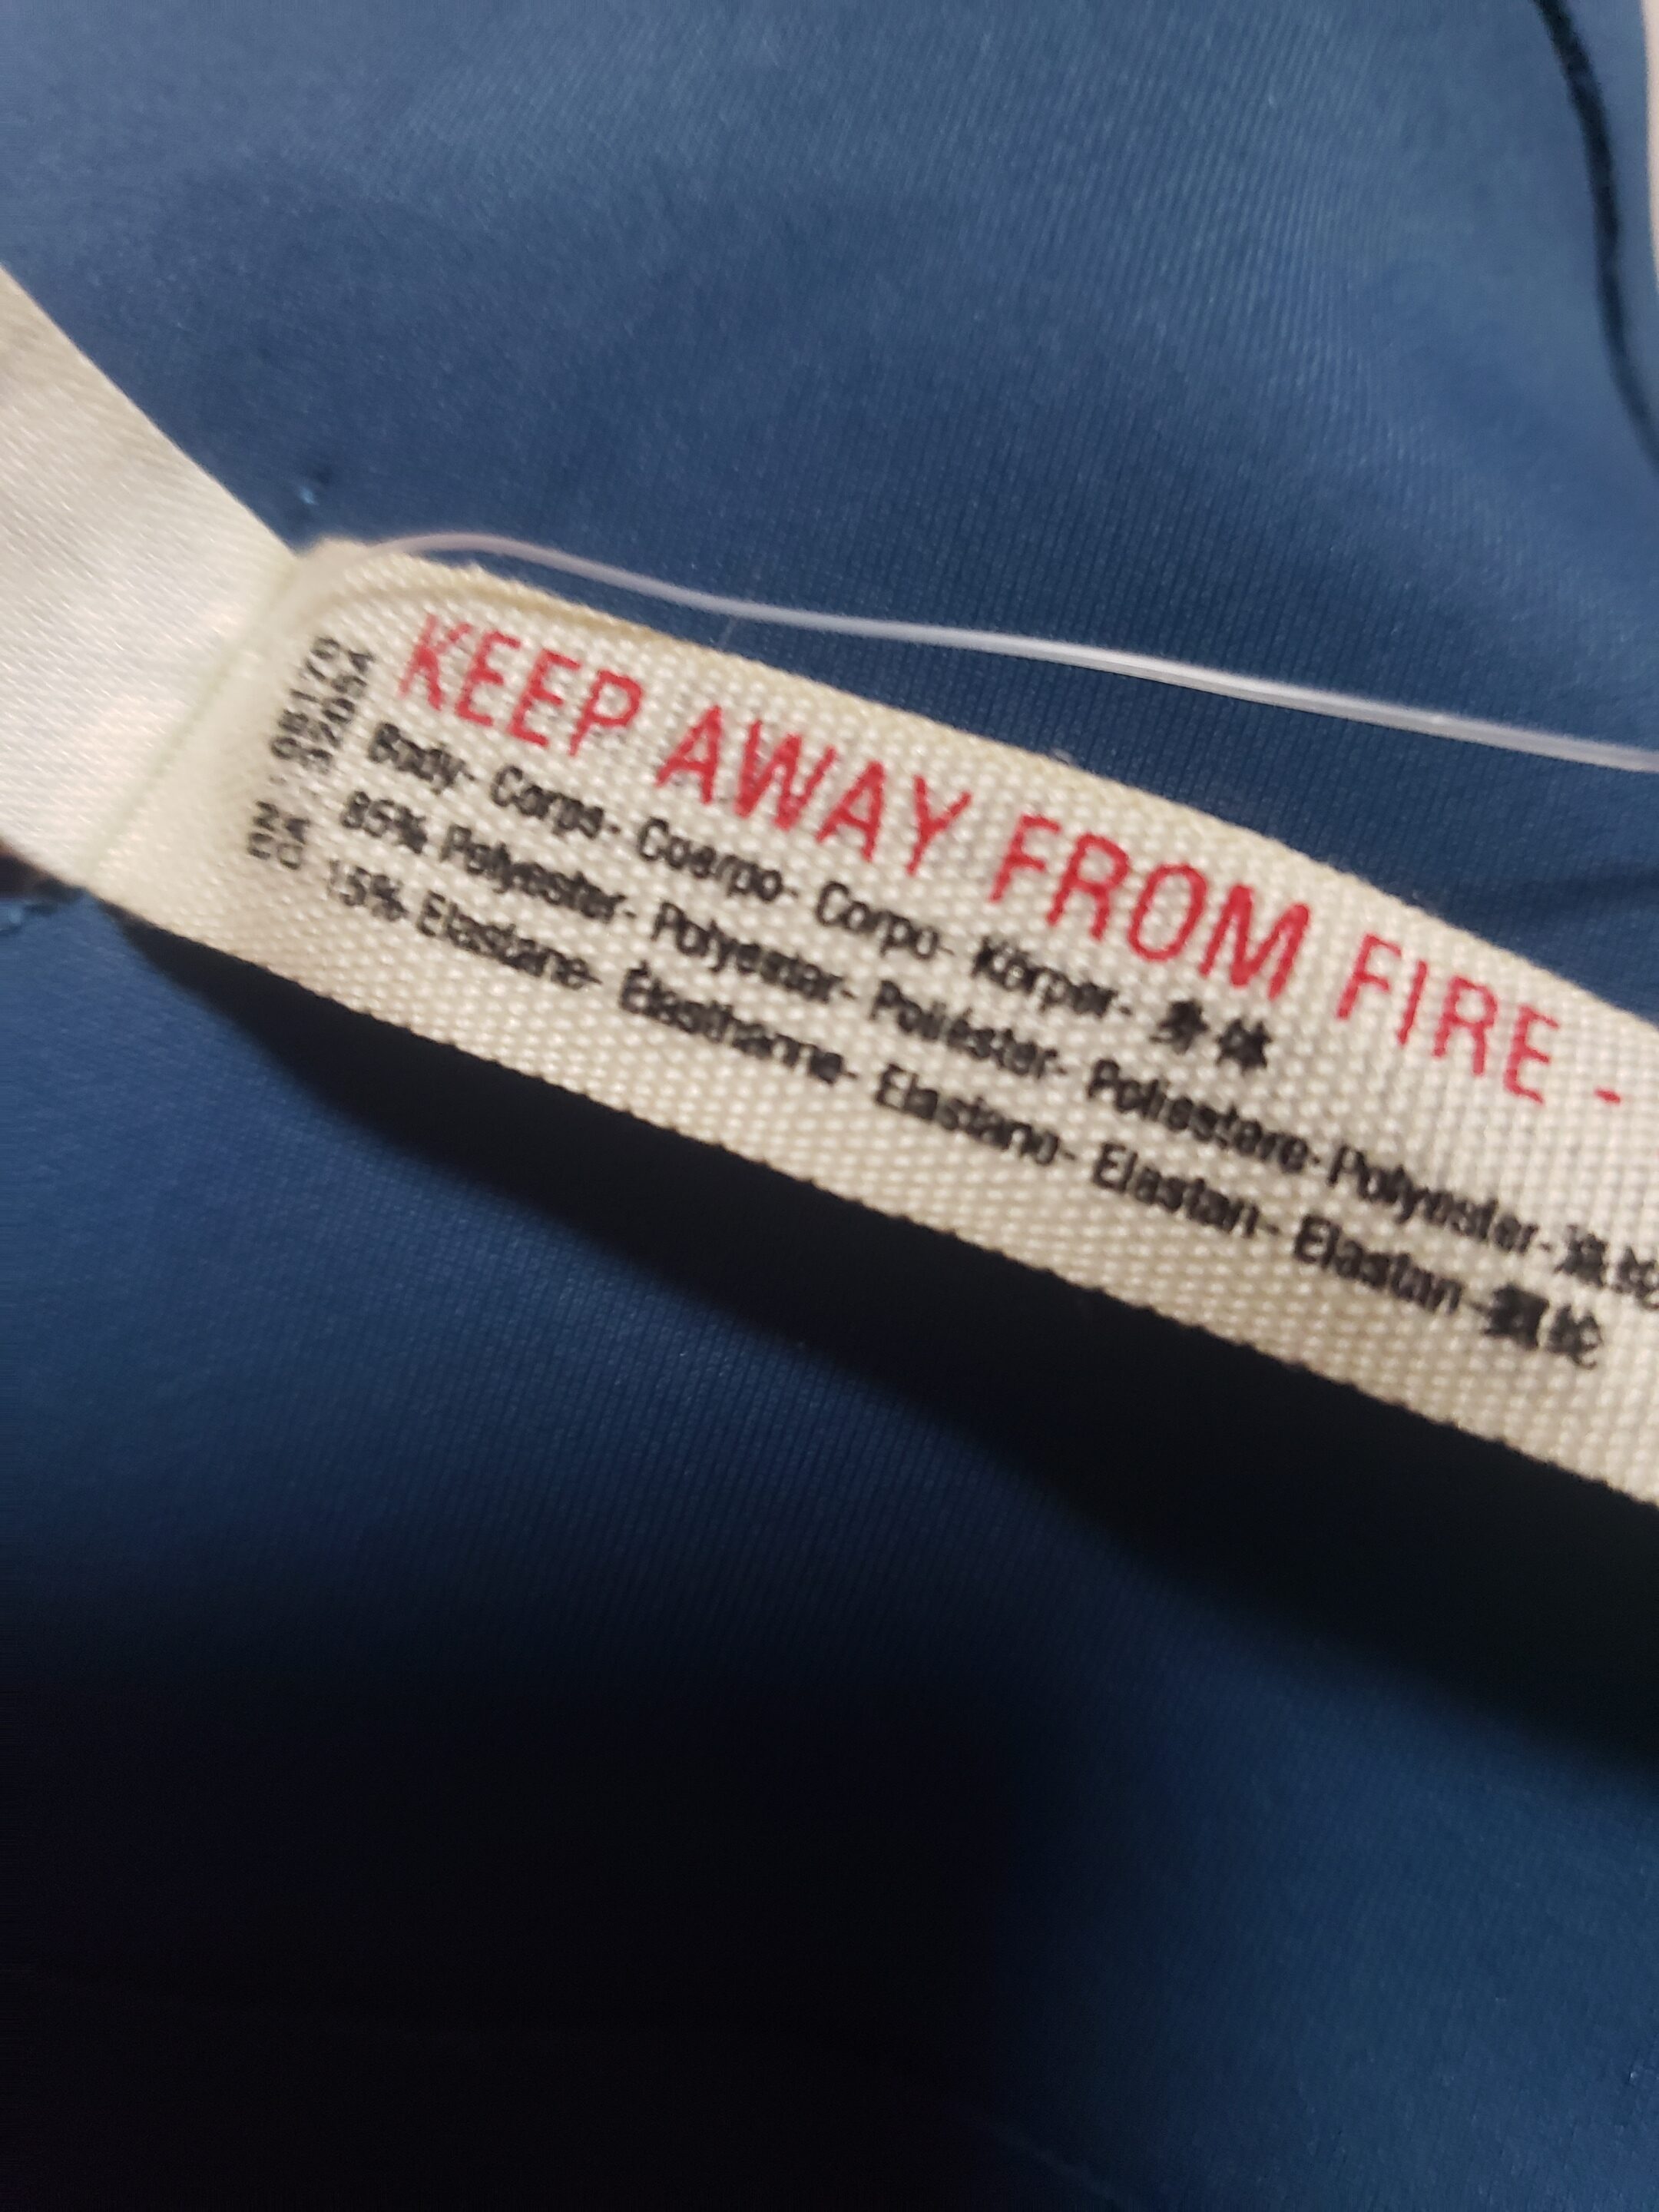 KEEP AWAY FROM FIRE -
Body- Corps- Cuerpo- Corpo- Körper- 身体
85% Polyester- Polyester- Poliéster- Poliestere- Polyester-
15% Elastane- Élasthanne- Elastano- Elastan- Elastan-